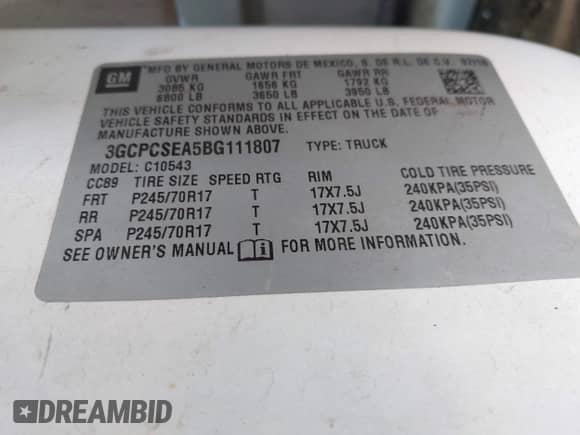 GM
MFG BY GENERAL MOTORS DE MEXICO, S. DE R.L. DE C.V.
GVWR GAWR FRT GAWR RR
3085 KG 1656 KG 1792 KG
6800 LB 3650 LB 3950 LB
THIS VEHICLE CONFORMS TO ALL APPLICABLE U.S. FEDERAL MOTOR
VEHICLE SAFETY STANDARDS IN EFFECT ON THE DATE OF
MANUFACTURE SHOWN ABOVE.
3GCPCSEA5BG111807 TYPE: TRUCK
MODEL: C10543
CC89 TIRE SIZE SPEED RTG RIM COLD TIRE PRESSURE
FRT P245/70R17 T 17X7.5J 240KPA(35PSI)
RR P245/70R17 T 17X7.5J 240KPA(35PSI)
SPA P245/70R17 T 17X7.5J 240KPA(35PSI)
SEE OWNER'S MANUAL FOR MORE INFORMATION.
DREAMBID